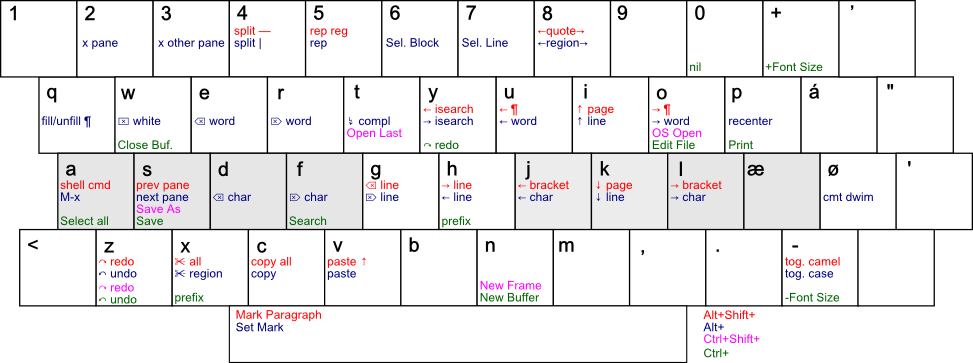 1 2 3 4 5 6 7 8 9 0 + ’
split — rep reg ←quote→
x pane x other pane split | rep Sel. Block Sel. Line ←region→
nil +Font Size
q w e r t y u i o p á "
← isearch ← ¶ ↑ page → ¶
fill/unfill ¶ ⌧ white ⌫ word ⌦ word ↯ compl → isearch ← word ↑ line → word recenter
Open Last OS Open
Close Buf. ↷ redo Edit File Print
a s d f g h j k l æ ø '
shell cmd prev pane ⌫ line → line ← bracket ↓ page → bracket
M-x next pane ⌫ char ⌦ char ⌦ line ← line ← char ↓ line → char cmt dwim
Save As
Select all Save Search prefix
< z x c v b n m , . -
↷ redo ✂ all copy all paste ↑ tog. camel
↶ undo ✂ region copy paste tog. case
↷ redo New Frame
↶ undo prefix New Buffer -Font Size
Mark Paragraph Alt+Shift+
Set Mark Alt+
Ctrl+Shift+
Ctrl+